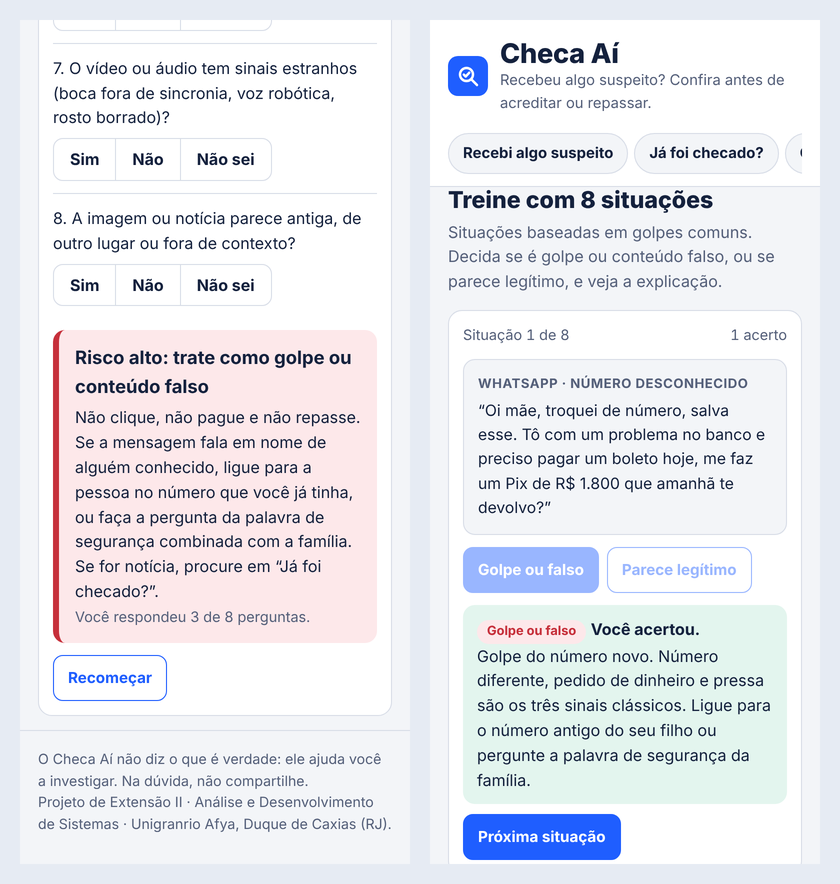 7. O vídeo ou áudio tem sinais estranhos
(boca fora de sincronia, voz robótica,
rosto borrado)?
Sim
Não
Não sei
8. A imagem ou notícia parece antiga, de
outro lugar ou fora de contexto?
Sim
Não
Não sei
Risco alto: trate como golpe ou
conteúdo falso
Não clique, não pague e não repasse.
Se a mensagem fala em nome de
alguém conhecido, ligue para a
pessoa no número que você já tinha,
ou faça a pergunta da palavra de
segurança combinada com a família.
Se for notícia, procure em “Já foi
checado?”.
Você respondeu 3 de 8 perguntas.
Recomeçar
O Checa Aí não diz o que é verdade: ele ajuda você
a investigar. Na dúvida, não compartilhe.
Projeto de Extensão II · Análise e Desenvolvimento
de Sistemas · Unigranrio Afya, Duque de Caxias (RJ).
Checa Aí
Recebeu algo suspeito? Confira antes de
acreditar ou repassar.
Recebi algo suspeito
Já foi checado?
Treine com 8 situações
Situações baseadas em golpes comuns.
Decida se é golpe ou conteúdo falso, ou se
parece legítimo, e veja a explicação.
Situação 1 de 8
1 acerto
WHATSAPP · NÚMERO DESCONHECIDO
“Oi mãe, troquei de número, salva
esse. Tô com um problema no banco e
preciso pagar um boleto hoje, me faz
um Pix de R$ 1.800 que amanhã te
devolvo?”
Golpe ou falso
Parece legítimo
Golpe ou falso Você acertou.
Golpe do número novo. Número
diferente, pedido de dinheiro e pressa
são os três sinais clássicos. Ligue para
o número antigo do seu filho ou
pergunte a palavra de segurança da
família.
Próxima situação